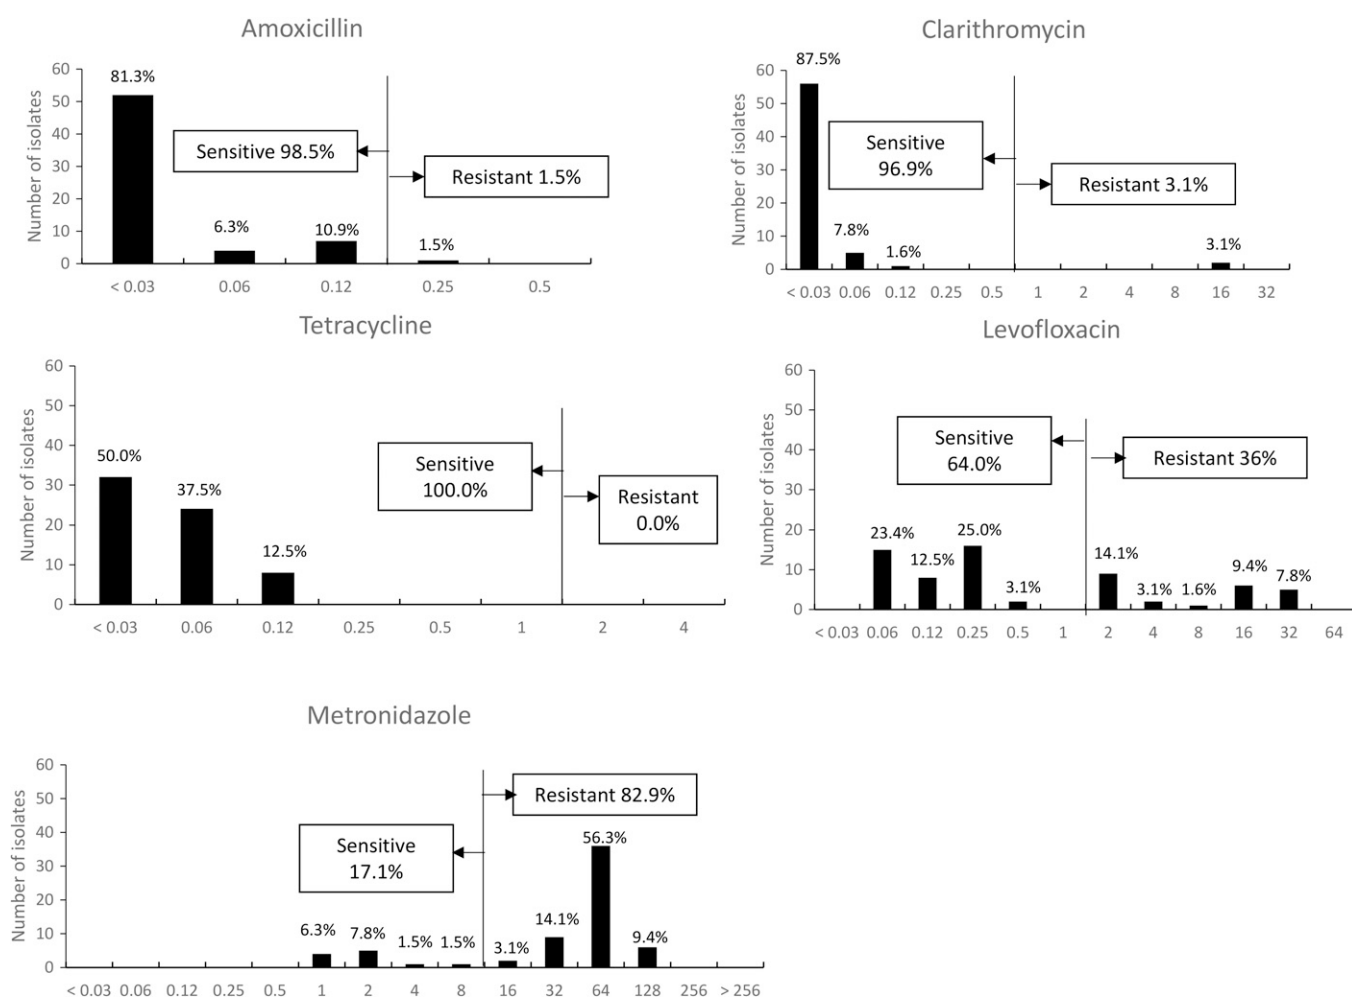 Amoxicillin
Number of isolates
60
50
40
30
20
10
0
81.3%
6.3%
10.9%
1.5%
Sensitive 98.5%
Resistant 1.5%
< 0.03 0.06 0.12 0.25 0.5
Clarithromycin
Number of isolates
60
50
40
30
20
10
0
87.5%
7.8%
1.6%
3.1%
Sensitive
96.9%
Resistant 3.1%
< 0.03 0.06 0.12 0.25 0.5 1 2 4 8 16 32
Tetracycline
Number of isolates
60
50
40
30
20
10
0
50.0%
37.5%
12.5%
Sensitive
100.0%
Resistant
0.0%
< 0.03 0.06 0.12 0.25 0.5 1 2 4
Levofloxacin
Number of isolates
60
50
40
30
20
10
0
23.4%
12.5%
25.0%
3.1%
14.1%
3.1%
1.6%
9.4%
7.8%
Sensitive
64.0%
Resistant 36%
< 0.03 0.06 0.12 0.25 0.5 1 2 4 8 16 32 64
Metronidazole
Number of isolates
60
50
40
30
20
10
0
6.3%
7.8%
1.5%
1.5%
3.1%
14.1%
56.3%
9.4%
Sensitive
17.1%
Resistant 82.9%
< 0.03 0.06 0.12 0.25 0.5 1 2 4 8 16 32 64 128 256 > 256